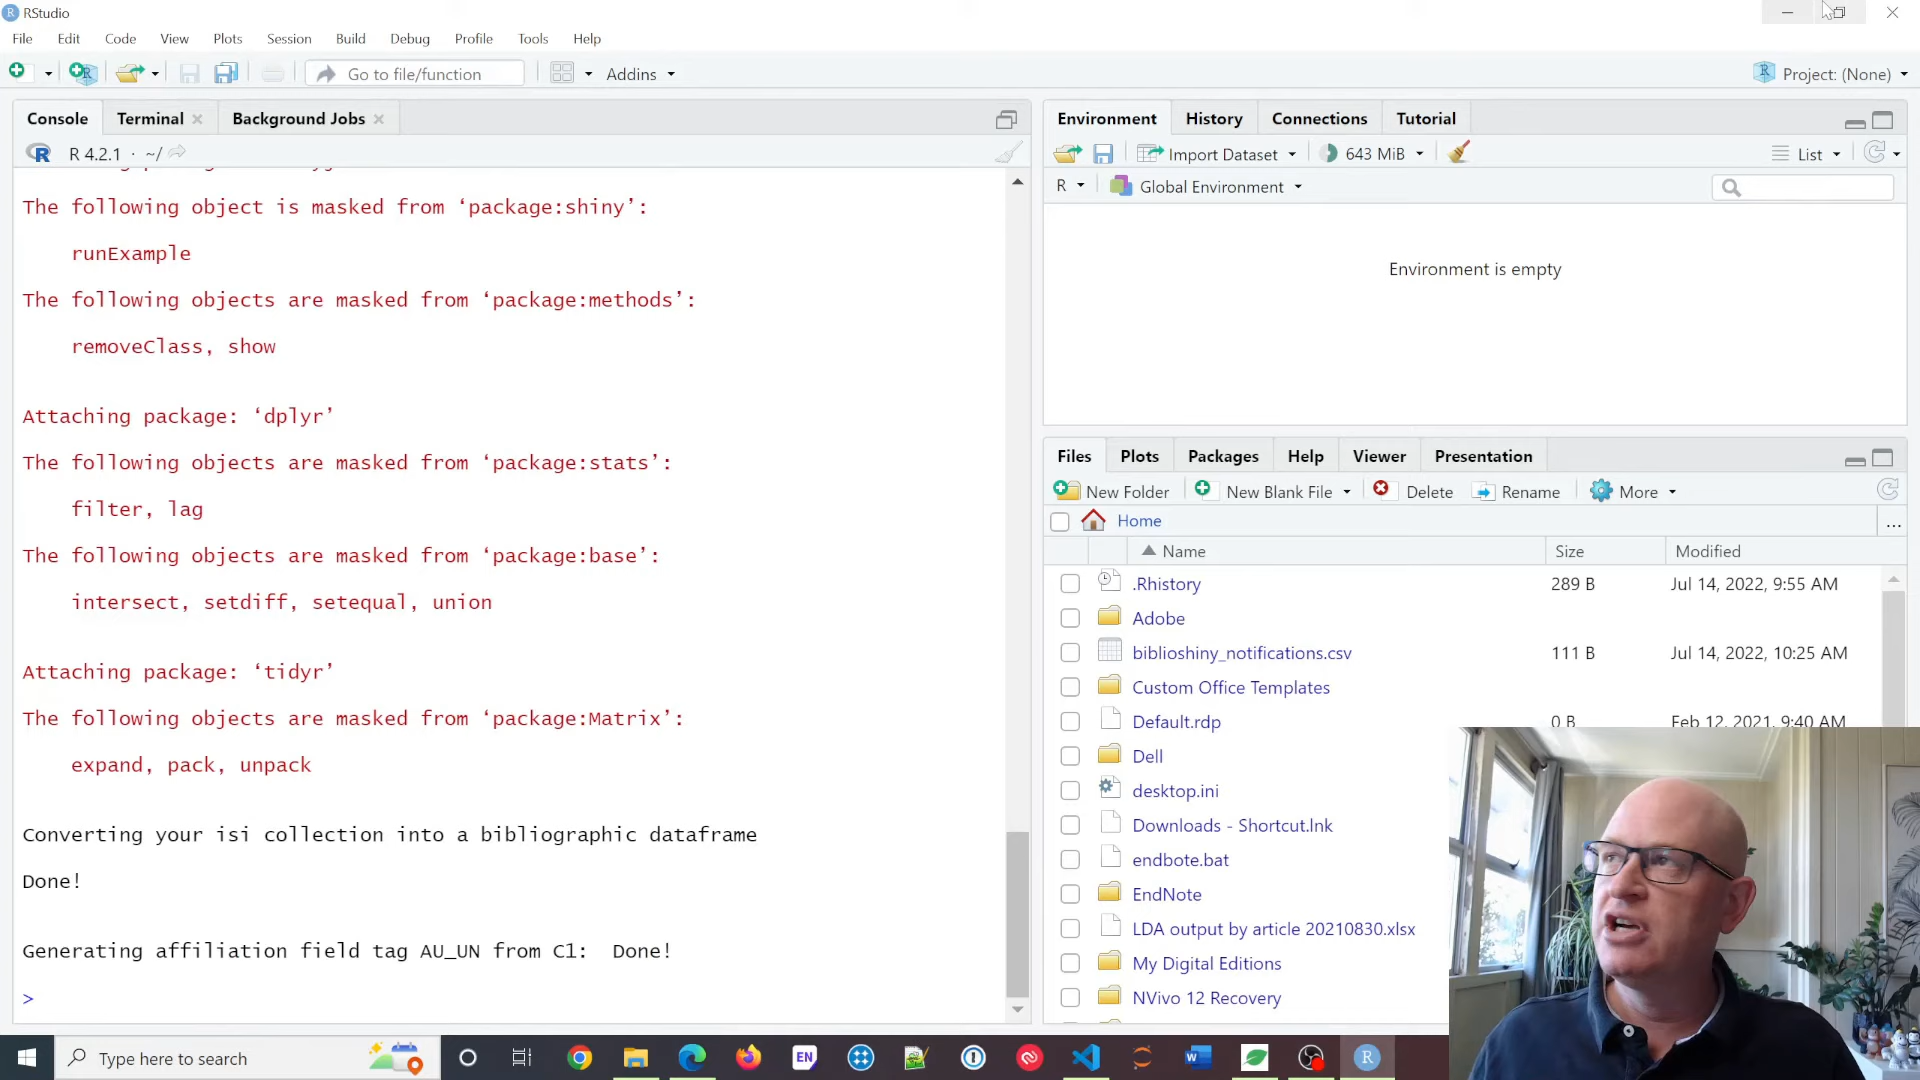 RStudio
File Edit Code View Plots Session Build Debug Profile Tools Help
Go to file/function Addins Project: (None)
Console Terminal Background Jobs
R 4.2.1 · ~/
The following object is masked from ‘package:shiny’:
runExample
The following objects are masked from ‘package:methods’:
removeClass, show
Attaching package: ‘dplyr’
The following objects are masked from ‘package:stats’:
filter, lag
The following objects are masked from ‘package:base’:
intersect, setdiff, setequal, union
Attaching package: ‘tidyr’
The following objects are masked from ‘package:Matrix’:
expand, pack, unpack
Converting your isi collection into a bibliographic dataframe
Done!
Generating affiliation field tag AU_UN from C1:  Done!
>
Environment History Connections Tutorial
Import Dataset 643 MiB List
R Global Environment
Environment is empty
Files Plots Packages Help Viewer Presentation
New Folder New Blank File Delete Rename More
Home ...
Name Size Modified
.Rhistory 289 B Jul 14, 2022, 9:55 AM
Adobe
biblioshiny_notifications.csv 111 B Jul 14, 2022, 10:25 AM
Custom Office Templates
Default.rdp 0 B Feb 12, 2021, 9:40 AM
Dell
desktop.ini
Downloads - Shortcut.lnk
endbote.bat
EndNote
LDA output by article 20210830.xlsx
My Digital Editions
NVivo 12 Recovery
Type here to search EN